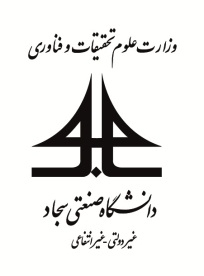 وزارت علوم تحقیقات و فناوری
دانشگاه صنعتی سجاد
غیردولتی-غیرانتفاعی